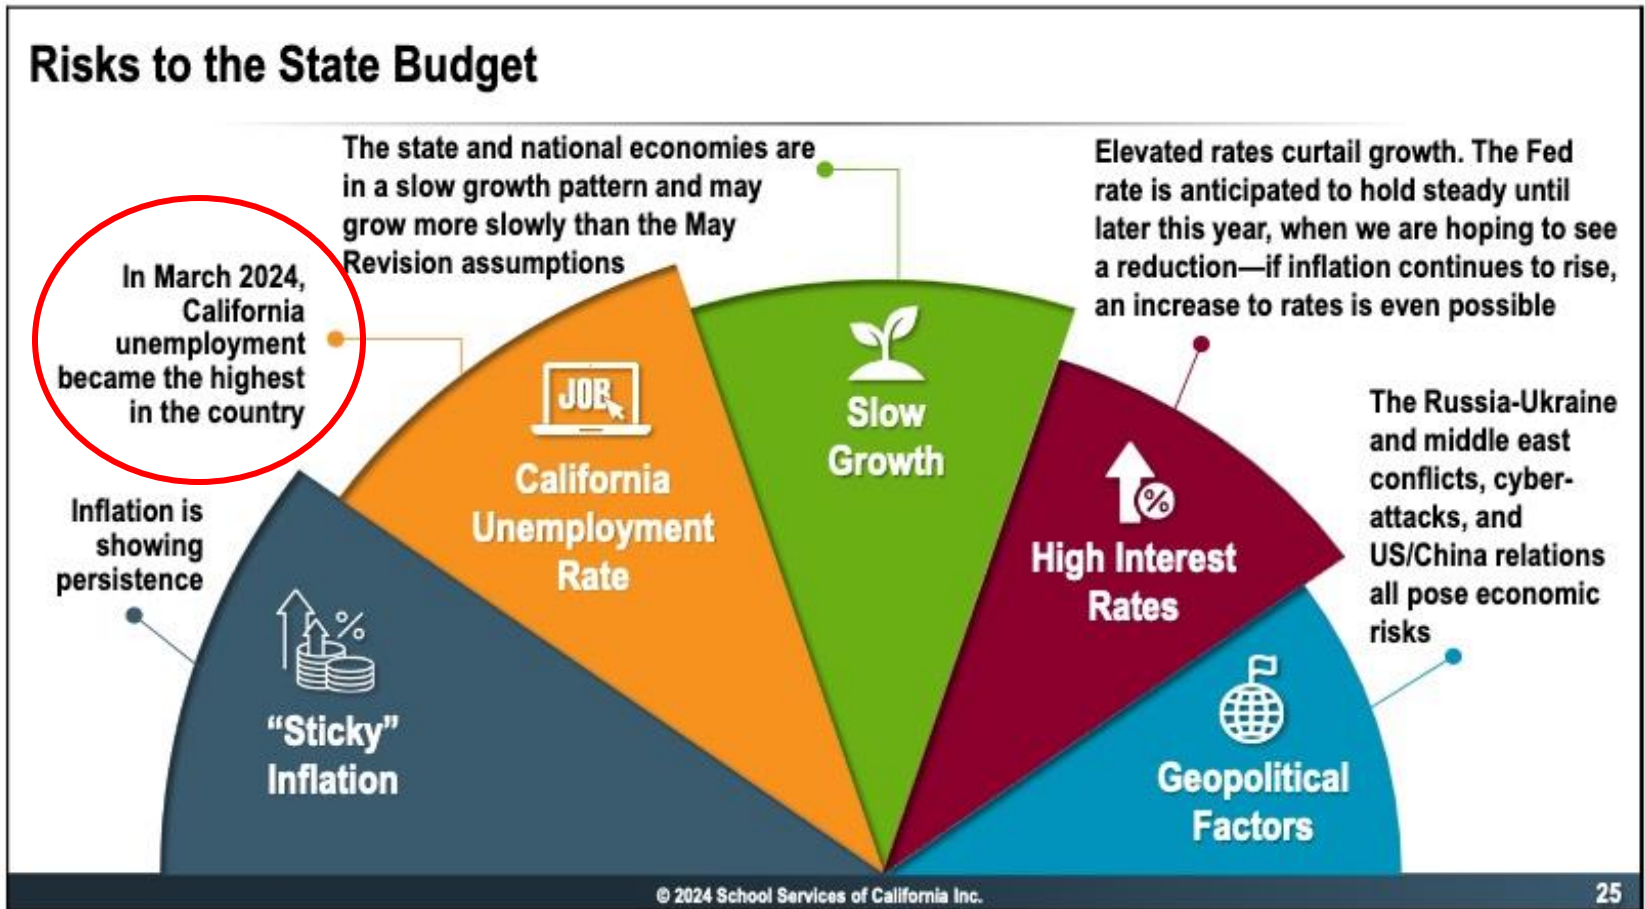 Risks to the State Budget
The state and national economies are
in a slow growth pattern and may
grow more slowly than the May
Revision assumptions
Elevated rates curtail growth. The Fed
rate is anticipated to hold steady until
later this year, when we are hoping to see
a reduction—if inflation continues to rise,
an increase to rates is even possible
In March 2024,
California
unemployment
became the highest
in the country
The Russia-Ukraine
and middle east
conflicts, cyber-
attacks, and
US/China relations
all pose economic
risks
Inflation is
showing
persistence
JOB
California
Unemployment
Rate
Slow
Growth
%
High Interest
Rates
%
“Sticky”
Inflation
Geopolitical
Factors
© 2024 School Services of California Inc.
25